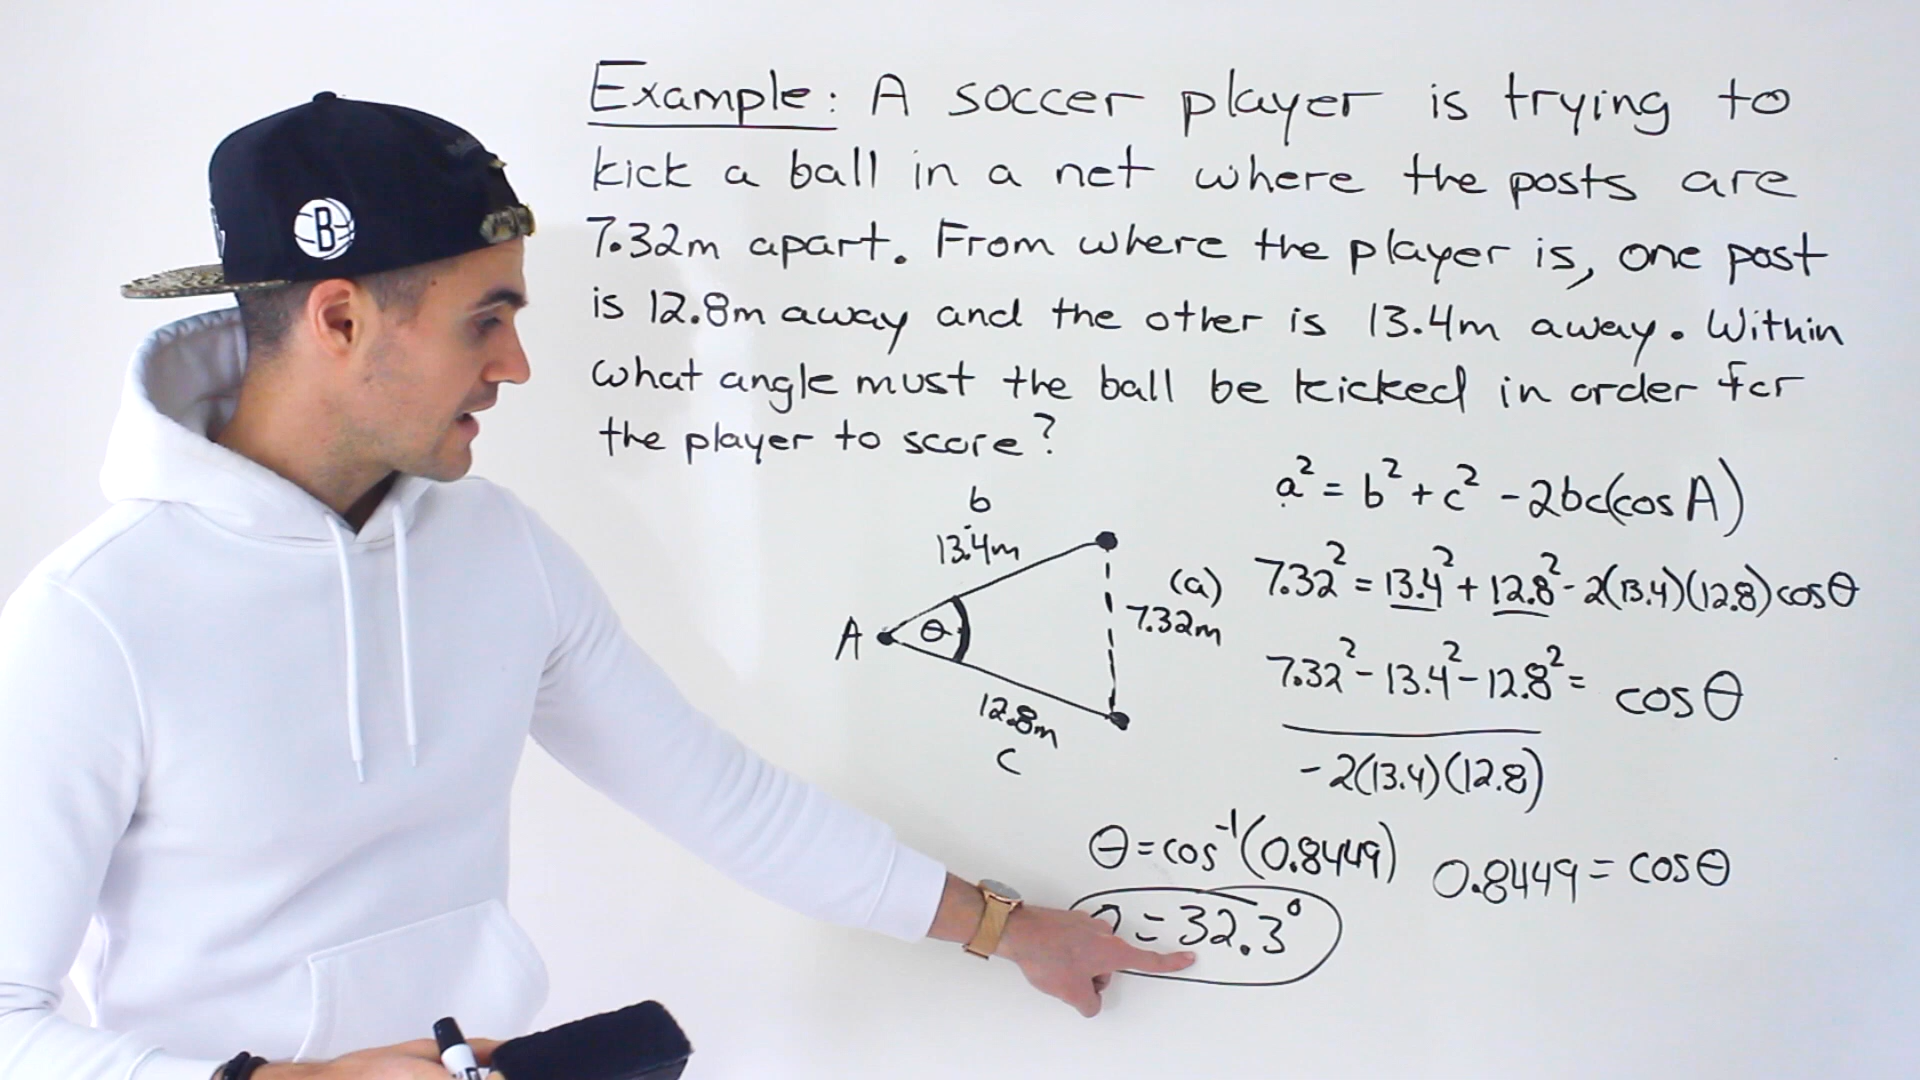 Example: A soccer player is trying to
kick a ball in a net where the posts are
7.32m apart. From where the player is, one post
is 12.8m away and the other is 13.4m away. Within
what angle must the ball be kicked in order for
the player to score?
a² = b² + c² - 2bc(cos A)
b
13.4m
(a)
7.32m
A
θ
12.8m
c
7.32² = 13.4² + 12.8² - 2(13.4)(12.8) cosθ
7.32² - 13.4² - 12.8² = cosθ
-2(13.4)(12.8)
θ = cos⁻¹(0.8449)
0.8449 = cosθ
= 32.3°
B